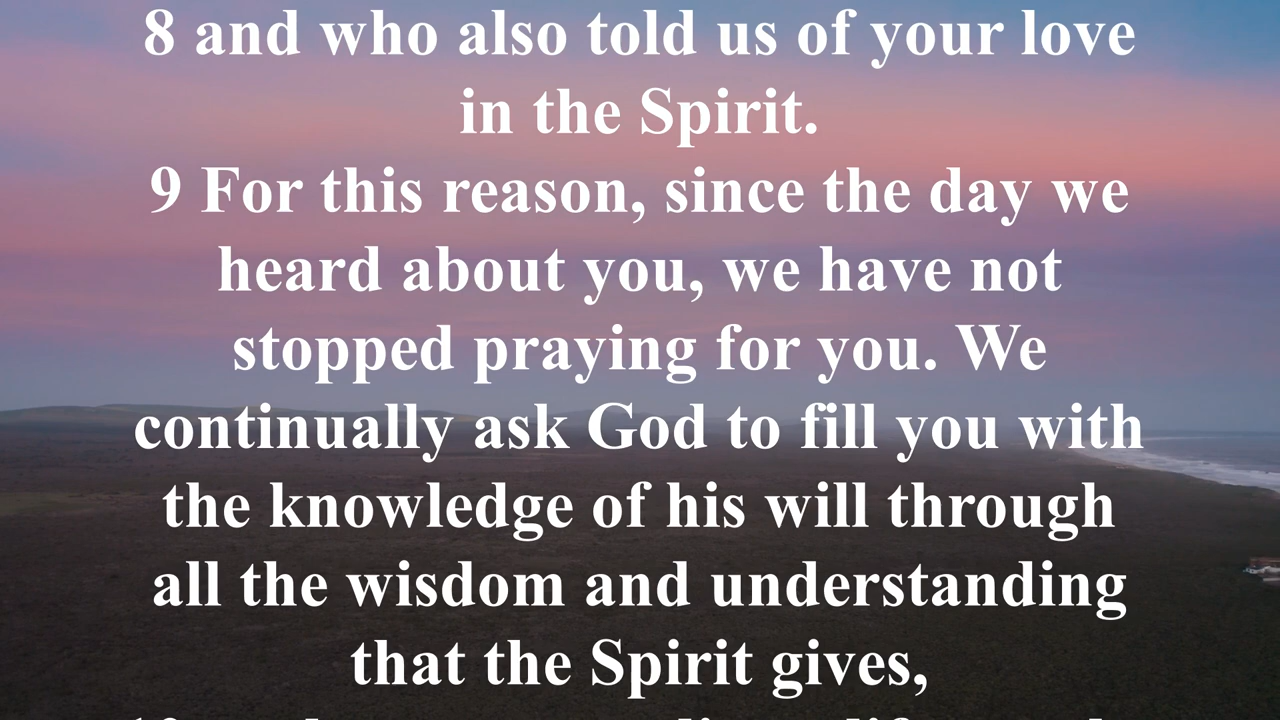 8 and who also told us of your love
in the Spirit.
9 For this reason, since the day we
heard about you, we have not
stopped praying for you. We
continually ask God to fill you with
the knowledge of his will through
all the wisdom and understanding
that the Spirit gives,